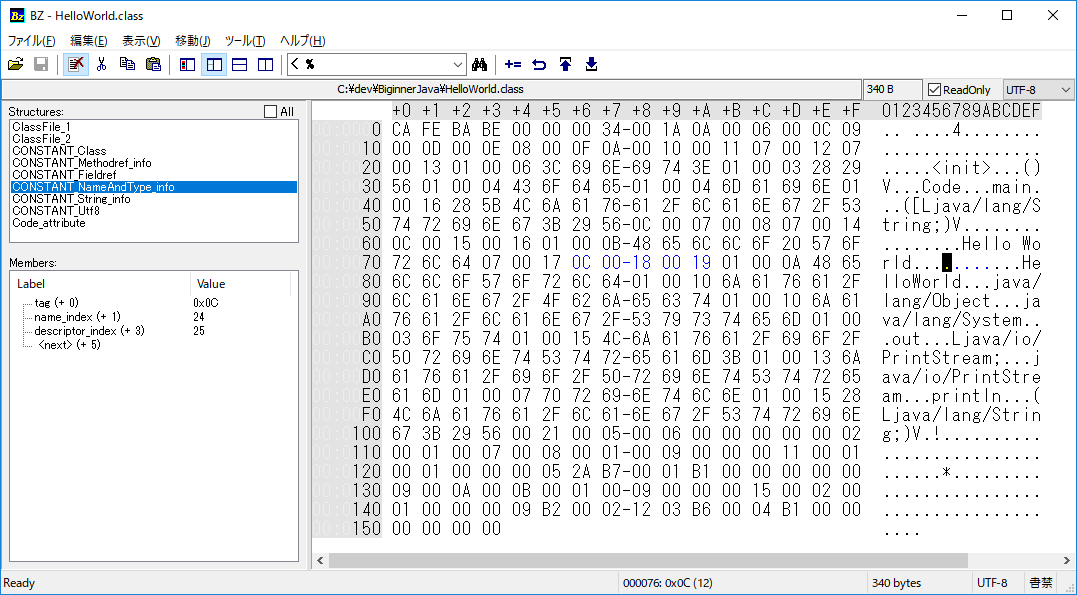 BZ - HelloWorld.class
ファイル(F) 編集(E) 表示(V) 移動(J) ツール(T) ヘルプ(H)
< %
C:¥dev¥BiginnerJava¥HelloWorld.class
340 B
ReadOnly
UTF-8
Structures:
All
ClassFile_1
ClassFile_2
CONSTANT_Class
CONSTANT_Methodref_info
CONSTANT_Fieldref
CONSTANT_NameAndType_info
CONSTANT_String_info
CONSTANT_Utf8
Code_attribute
Members:
Label Value
tag (+ 0) 0x0C
name_index (+ 1) 24
descriptor_index (+ 3) 25
<next> (+ 5)
+0 +1 +2 +3 +4 +5 +6 +7 +8 +9 +A +B +C +D +E +F 0123456789ABCDEF
0 CA FE BA BE 00 00 00 34-00 1A 0A 00 06 00 0C 09 .. ....4........
10 00 0D 00 0E 08 00 0F 0A-00 10 00 11 07 00 12 07 ................
20 00 13 01 00 06 3C 69 6E-69 74 3E 01 00 03 28 29 .....<init>...()
30 56 01 00 04 43 6F 64 65-01 00 04 6D 61 69 6E 01 V...Code...main.
40 00 16 28 5B 4C 6A 61 76-61 2F 6C 61 6E 67 2F 53 ..([Ljava/lang/S
50 74 72 69 6E 67 3B 29 56-0C 00 07 00 08 07 00 14 tring;)V........
60 0C 00 15 00 16 01 00 0B-48 65 6C 6C 6F 20 57 6F ........Hello Wo
70 72 6C 64 07 00 17 0C 00-18 00 19 01 00 0A 48 65 rld...........He
80 6C 6C 6F 57 6F 72 6C 64-01 00 10 6A 61 76 61 2F lloWorld...java/
90 6C 61 6E 67 2F 4F 62 6A-65 63 74 01 00 10 6A 61 lang/Object...ja
A0 76 61 2F 6C 61 6E 67 2F-53 79 73 74 65 6D 01 00 va/lang/System..
B0 03 6F 75 74 01 00 15 4C-6A 61 76 61 2F 69 6F 2F .out...Ljava/io/
C0 50 72 69 6E 74 53 74 72-65 61 6D 3B 01 00 13 6A PrintStream;...j
D0 61 76 61 2F 69 6F 2F 50-72 69 6E 74 53 74 72 65 ava/io/PrintStre
E0 61 6D 01 00 07 70 72 69-6E 74 6C 6E 01 00 15 28 am...println...(
F0 4C 6A 61 76 61 2F 6C 61-6E 67 2F 53 74 72 69 6E Ljava/lang/Strin
100 67 3B 29 56 00 21 00 05-00 06 00 00 00 00 00 02 g;)V.!..........
110 00 01 00 07 00 08 00 01-00 09 00 00 00 11 00 01 ................
120 00 01 00 00 00 05 2A B7-00 01 B1 00 00 00 00 00 ......*.........
130 09 00 0A 00 0B 00 01 00-09 00 00 00 15 00 02 00 ................
140 01 00 00 00 09 B2 00 02-12 03 B6 00 04 B1 00 00 ................
150 00 00 00 00 ....
Ready 000076: 0x0C (12) 340 bytes UTF-8 書禁